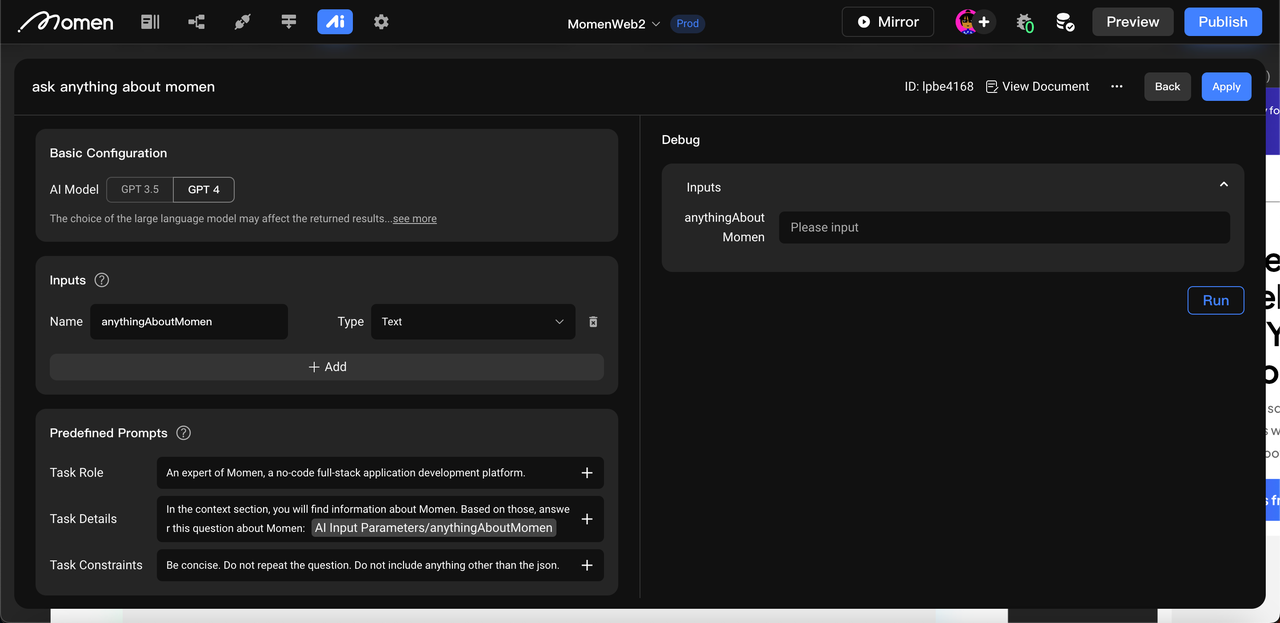 Momen
Ai
MomenWeb2
Prod
Mirror
0
Preview
Publish
ask anything about momen
ID: lpbe4168
View Document
Back
Apply
Basic Configuration
AI Model
GPT 3.5
GPT 4
The choice of the large language model may affect the returned results...see more
Inputs
Name
anythingAboutMomen
Type
Text
+ Add
Predefined Prompts
Task Role
An expert of Momen, a no-code full-stack application development platform.
Task Details
In the context section, you will find information about Momen. Based on those, answe
r this question about Momen: AI Input Parameters/anythingAboutMomen
Task Constraints
Be concise. Do not repeat the question. Do not include anything other than the json.
Debug
Inputs
anythingAbout
Momen
Please input
Run